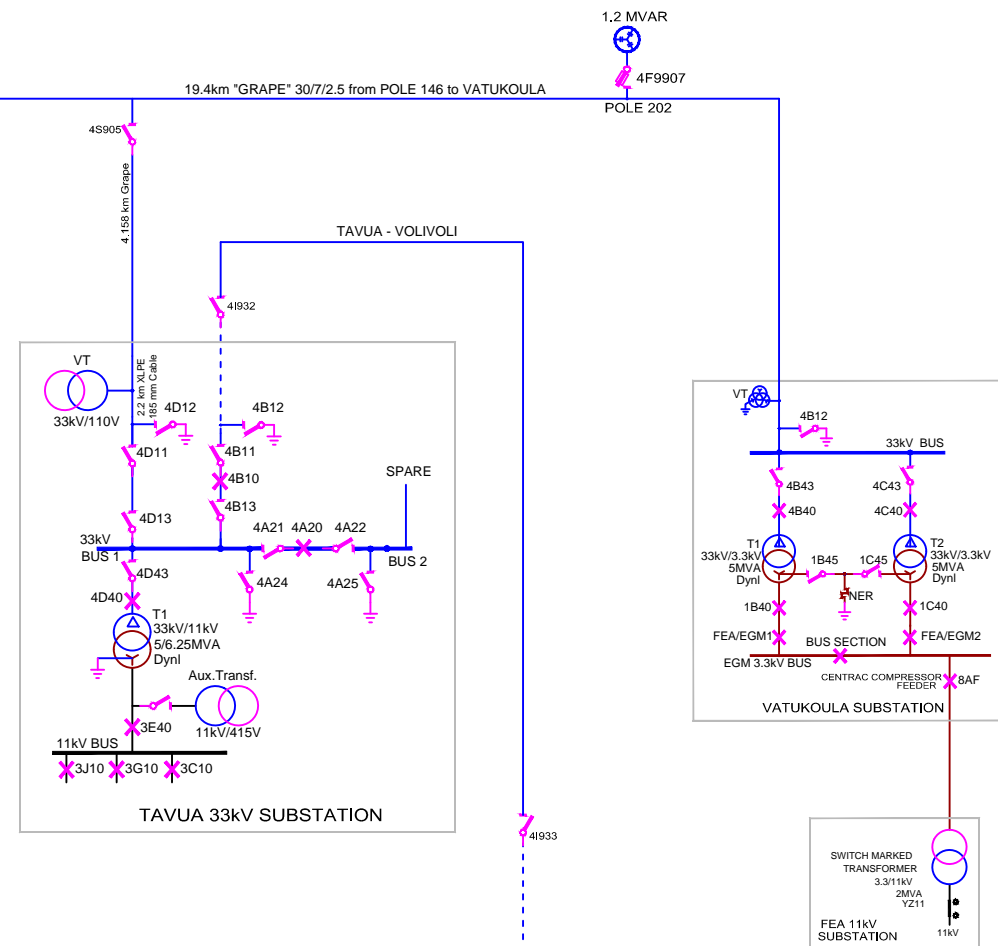 1.2 MVAR
4F9907
19.4km "GRAPE" 30/7/2.5 from POLE 146 to VATUKOULA
POLE 202
4S905
4.158 km Grape
TAVUA - VOLIVOLI
4I932
VT
33kV/110V
2.2 km XLPE
185 mm Cable
4D12
4B12
4D11
4B11
4B10
4D13
4B13
SPARE
4A21
4A20
4A22
33kV
BUS 1
BUS 2
4D43
4A24
4A25
4D40
T1
33kV/11kV
5/6.25MVA
Dynl
Aux.Transf.
11kV/415V
3E40
11kV BUS
3J10
3G10
3C10
TAVUA 33kV SUBSTATION
4I933
VT
4B12
33kV BUS
4B43
4C43
4B40
4C40
T1
33kV/3.3kV
5MVA
Dynl
1B45
1C45
T2
33kV/3.3kV
5MVA
Dynl
NER
1B40
1C40
FEA/EGM1
BUS SECTION
FEA/EGM2
EGM 3.3kV BUS
CENTRAC COMPRESSOR
FEEDER
8AF
VATUKOULA SUBSTATION
SWITCH MARKED
TRANSFORMER
3.3/11kV
2MVA
YZ11
FEA 11kV
SUBSTATION
11kV